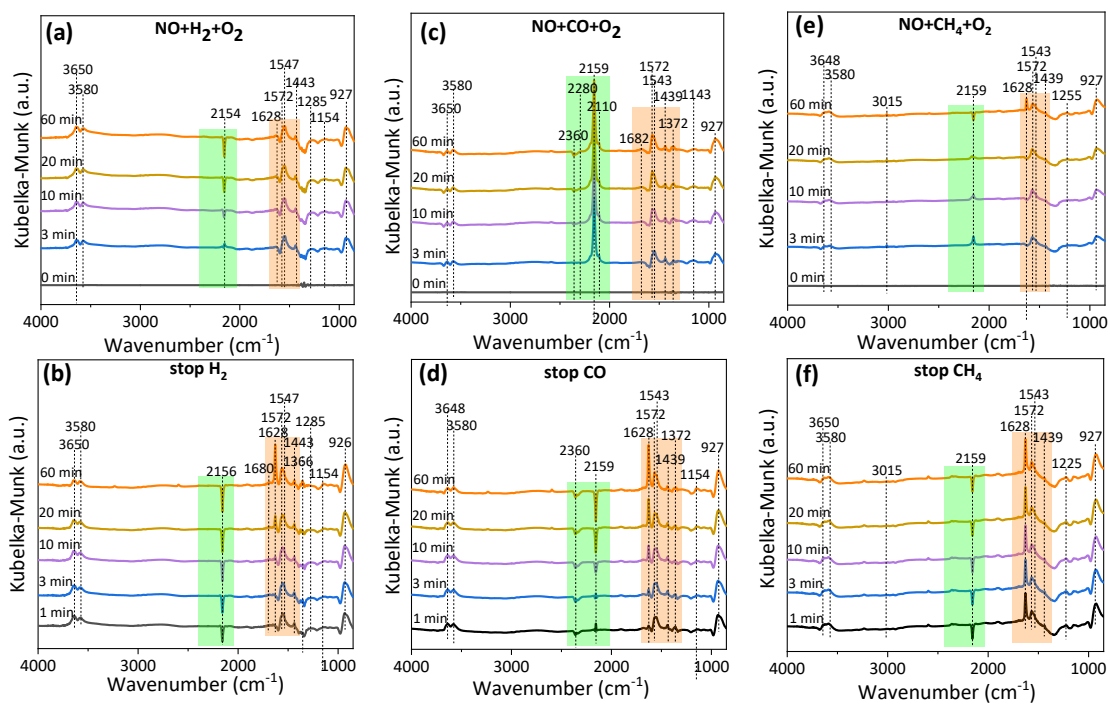 (a)
NO+H2+O2
1547
3650
1443
3580
1572
1285
927
2154
1628
1154
60 min
20 min
10 min
3 min
0 min
Kubelka-Munk (a.u.)
4000 3000 2000 1000
Wavenumber (cm-1)
(c)
NO+CO+O2
2159
1572
3580
1543
2280
1439
1143
3650
2110
1372
927
2360
1682
60 min
20 min
10 min
3 min
0 min
Kubelka-Munk (a.u.)
4000 3000 2000 1000
Wavenumber (cm-1)
(e)
NO+CH4+O2
1543
3648
1572
3580
2159
1439
927
3015
1628
1255
60 min
20 min
10 min
3 min
0 min
Kubelka-Munk (a.u.)
4000 3000 2000 1000
Wavenumber (cm-1)
(b)
stop H2
1547
3580
1572
1285
3650
1628
1443
926
2156
1680
1366
1154
60 min
20 min
10 min
3 min
1 min
Kubelka-Munk (a.u.)
4000 3000 2000 1000
Wavenumber (cm-1)
(d)
stop CO
1543
3648
1572
3580
1628
1372
2360
2159
1439
927
1154
60 min
20 min
10 min
3 min
1 min
Kubelka-Munk (a.u.)
4000 3000 2000 1000
Wavenumber (cm-1)
(f)
stop CH4
1543
1572
3650
1628
1439
927
3580
3015
2159
1225
60 min
20 min
10 min
3 min
1 min
Kubelka-Munk (a.u.)
4000 3000 2000 1000
Wavenumber (cm-1)